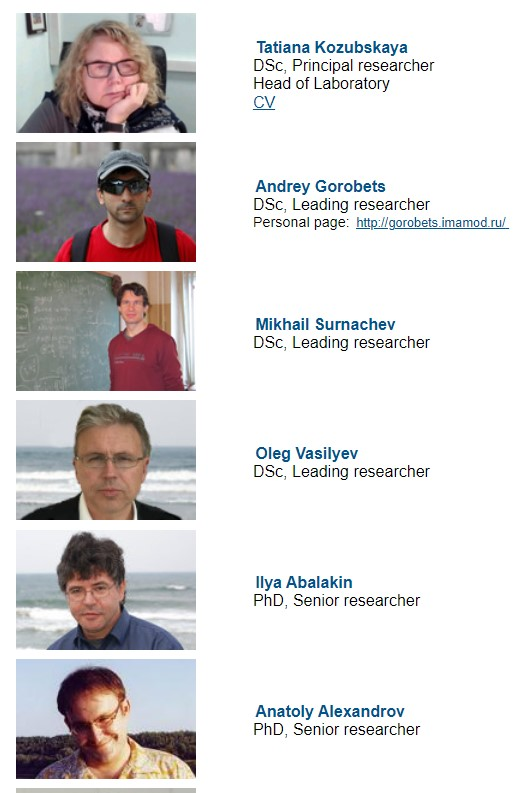 Tatiana Kozubskaya
DSc, Principal researcher
Head of Laboratory
CV
Andrey Gorobets
DSc, Leading researcher
Personal page: http://gorobets.imamod.ru/
Mikhail Surnachev
DSc, Leading researcher
Oleg Vasilyev
DSc, Leading researcher
Ilya Abalakin
PhD, Senior researcher
Anatoly Alexandrov
PhD, Senior researcher